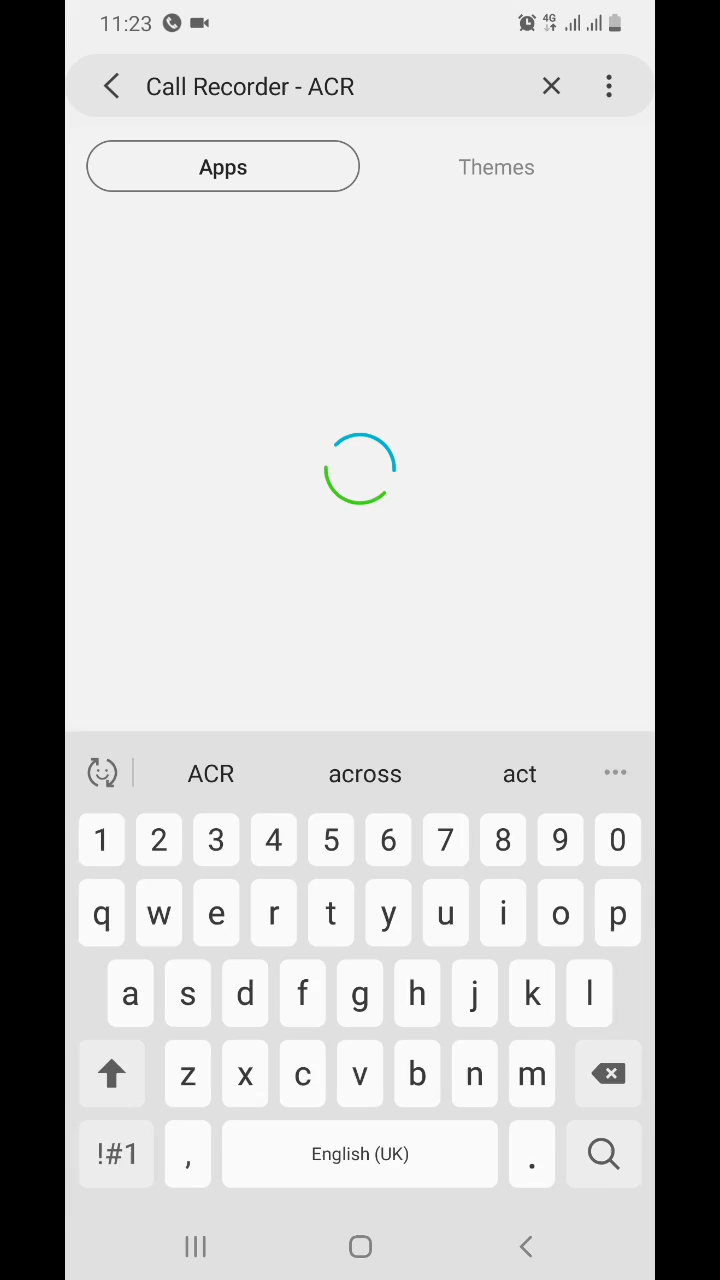 11:23
4G
Call Recorder - ACR
Apps Themes
ACR across act
1 2 3 4 5 6 7 8 9 0
q w e r t y u i o p
a s d f g h j k l
z x c v b n m
!#1 , English (UK) .